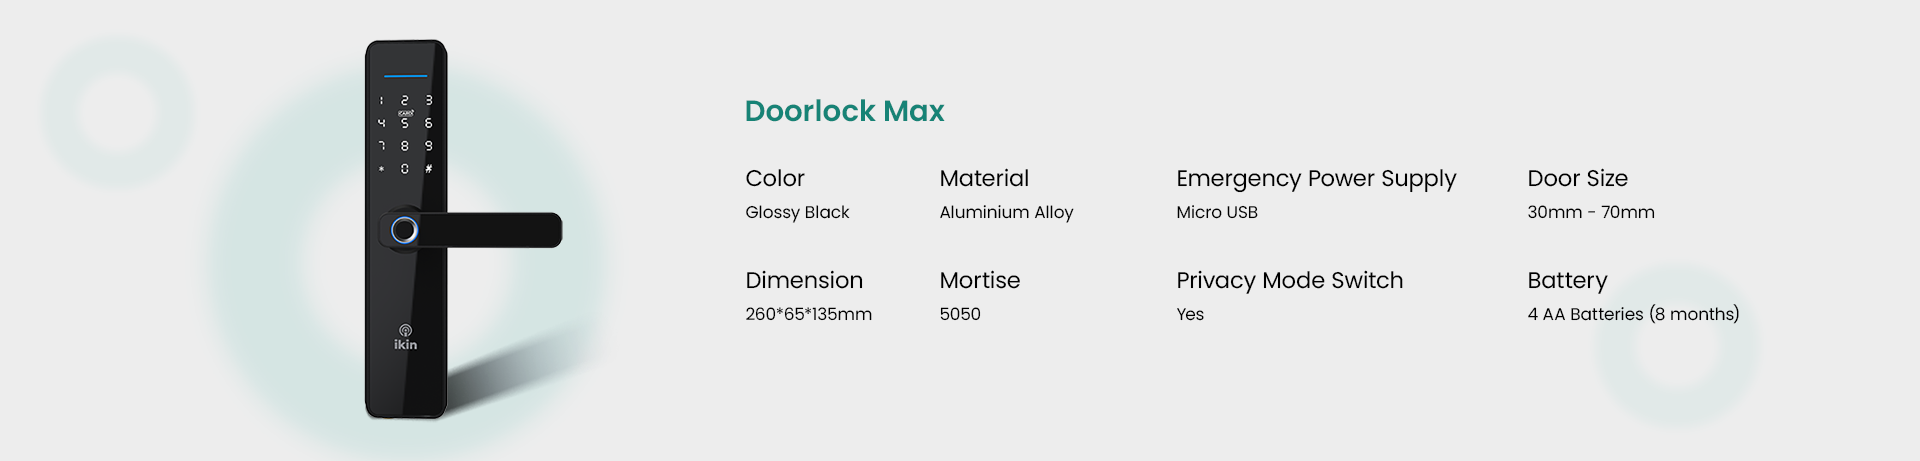 1 2 3
CARD
4 5 6
7 8 9
* 0 #
ikin
Doorlock Max
Color
Glossy Black
Material
Aluminium Alloy
Emergency Power Supply
Micro USB
Door Size
30mm - 70mm
Dimension
260*65*135mm
Mortise
5050
Privacy Mode Switch
Yes
Battery
4 AA Batteries (8 months)